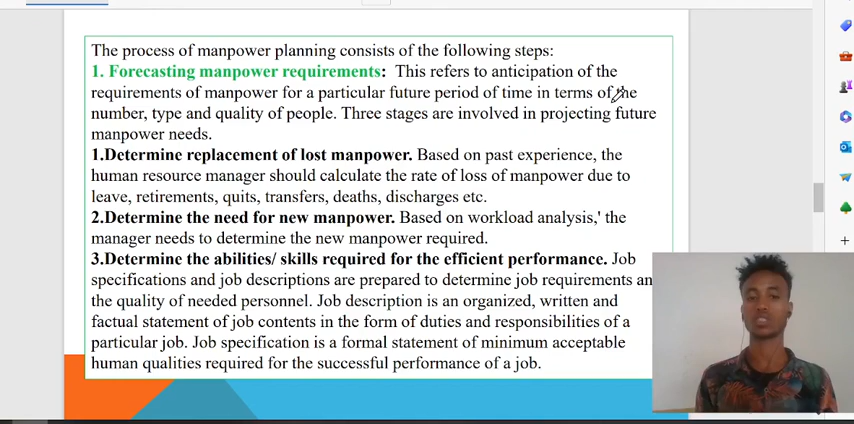 The process of manpower planning consists of the following steps:
1. Forecasting manpower requirements: This refers to anticipation of the
requirements of manpower for a particular future period of time in terms of the
number, type and quality of people. Three stages are involved in projecting future
manpower needs.
1.Determine replacement of lost manpower. Based on past experience, the
human resource manager should calculate the rate of loss of manpower due to
leave, retirements, quits, transfers, deaths, discharges etc.
2.Determine the need for new manpower. Based on workload analysis,' the
manager needs to determine the new manpower required.
3.Determine the abilities/ skills required for the efficient performance. Job
specifications and job descriptions are prepared to determine job requirements an
the quality of needed personnel. Job description is an organized, written and
factual statement of job contents in the form of duties and responsibilities of a
particular job. Job specification is a formal statement of minimum acceptable
human qualities required for the successful performance of a job.